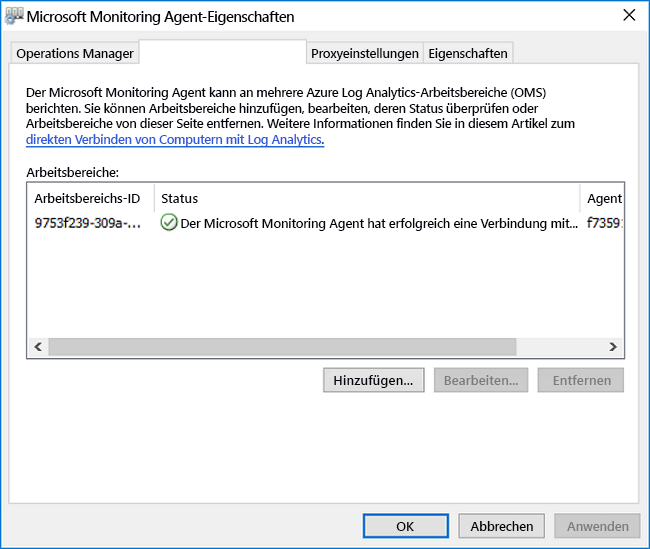 Microsoft Monitoring Agent-Eigenschaften
Operations Manager
Proxyeinstellungen
Eigenschaften
Der Microsoft Monitoring Agent kann an mehrere Azure Log Analytics-Arbeitsbereiche (OMS)
berichten. Sie können Arbeitsbereiche hinzufügen, bearbeiten, deren Status überprüfen oder
Arbeitsbereiche von dieser Seite entfernen. Weitere Informationen finden Sie in diesem Artikel zum
direkten Verbinden von Computern mit Log Analytics.
Arbeitsbereiche:
Arbeitsbereichs-ID Status Agent
9753f239-309a-... Der Microsoft Monitoring Agent hat erfolgreich eine Verbindung mit... f7359
Hinzufügen... Bearbeiten... Entfernen
OK Abbrechen Anwenden